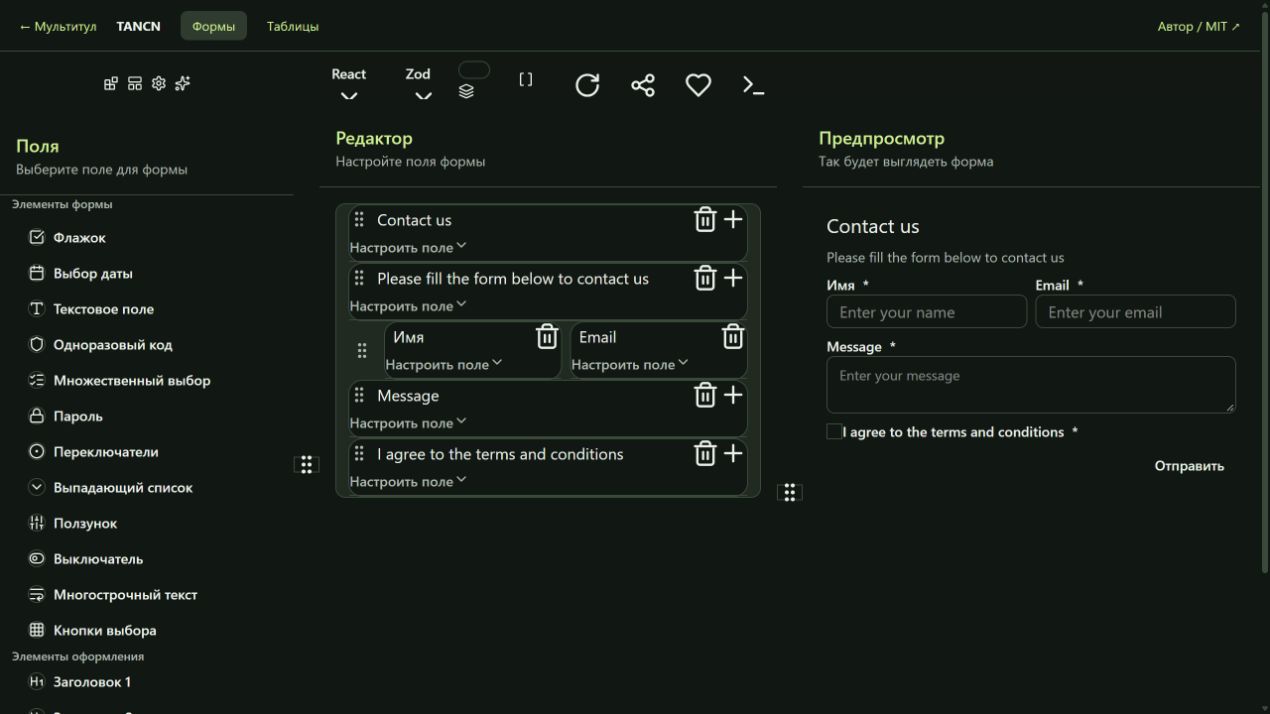 ← Мультитул TANCN Формы Таблицы Автор / MIT ↗
React Zod
[ ]
Поля
Выберите поле для формы
Элементы формы
Флажок
Выбор даты
Текстовое поле
Одноразовый код
Множественный выбор
Пароль
Переключатели
Выпадающий список
Ползунок
Выключатель
Многострочный текст
Кнопки выбора
Элементы оформления
H1 Заголовок 1
Редактор
Настройте поля формы
Contact us
Настроить поле
Please fill the form below to contact us
Настроить поле
Имя Email
Настроить поле Настроить поле
Message
Настроить поле
I agree to the terms and conditions
Настроить поле
Предпросмотр
Так будет выглядеть форма
Contact us
Please fill the form below to contact us
Имя * Email *
Enter your name Enter your email
Message *
Enter your message
I agree to the terms and conditions *
Отправить